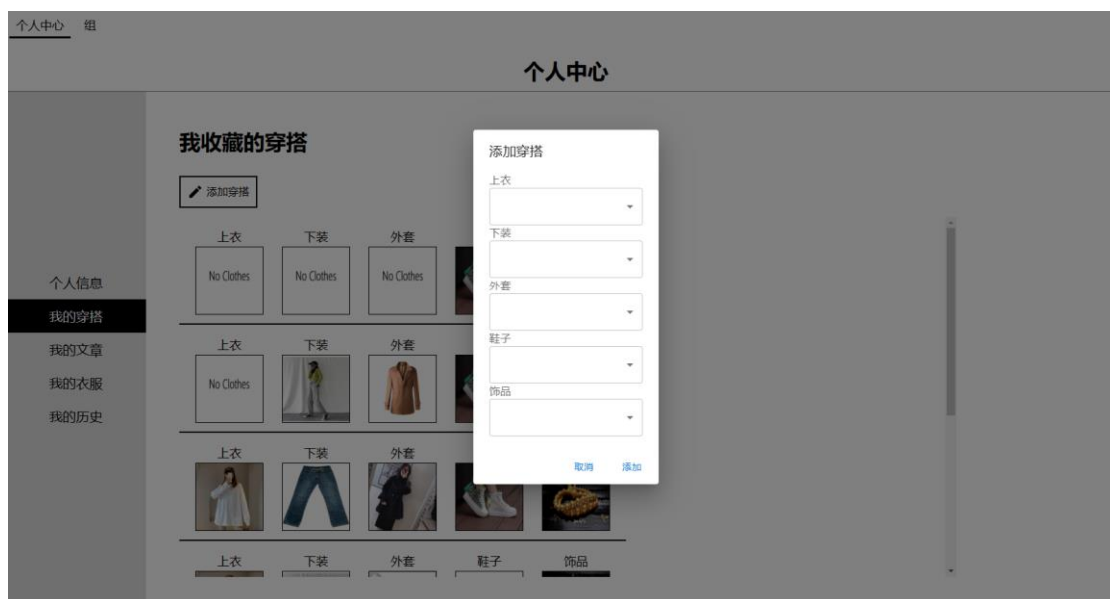 个人中心 组
个人中心
我收藏的穿搭
添加穿搭
上衣 下装 外套
No Clothes No Clothes No Clothes
上衣 下装 外套
No Clothes
上衣 下装 外套
上衣 下装 外套 鞋子 饰品
个人信息
我的穿搭
我的文章
我的衣服
我的历史
添加穿搭
上衣
下装
外套
鞋子
饰品
取消 添加